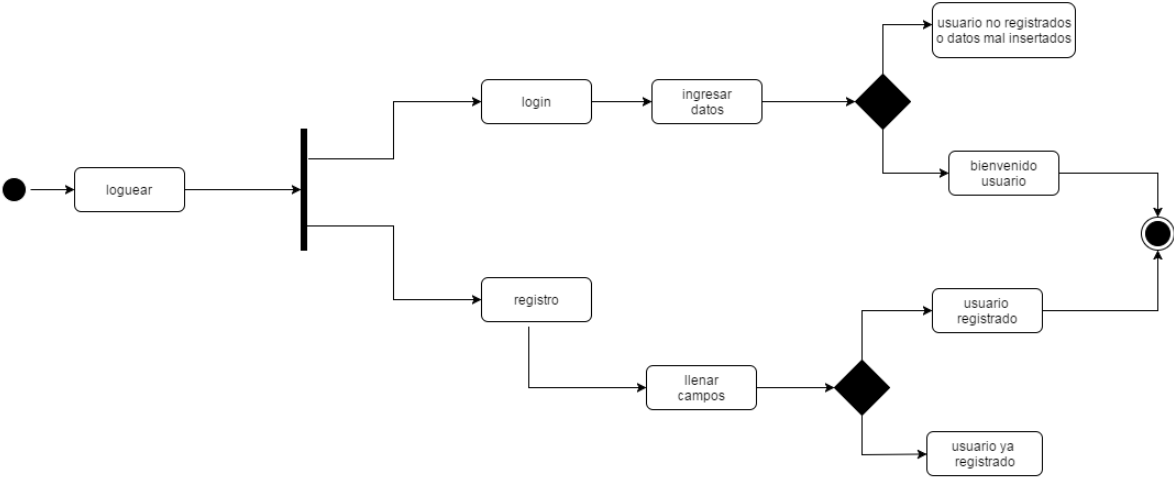 loguear
login
ingresar
datos
usuario no registrados
o datos mal insertados
bienvenido
usuario
registro
llenar
campos
usuario
registrado
usuario ya
registrado